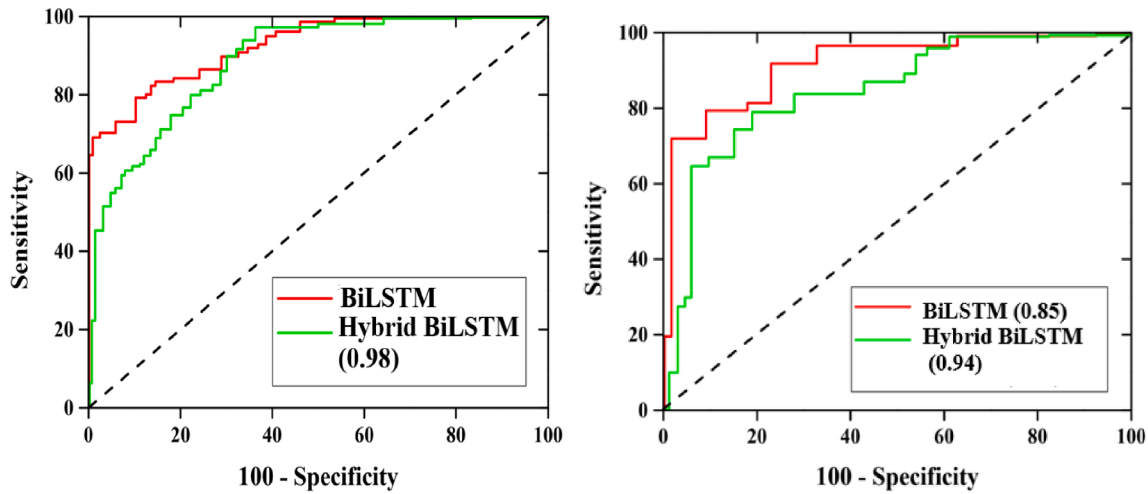 100
80
60
40
20
0
Sensitivity
BiLSTM
Hybrid BiLSTM
(0.98)
0 20 40 60 80 100
100 - Specificity
100
80
60
40
20
0
Sensitivity
BiLSTM (0.85)
Hybrid BiLSTM
(0.94)
0 20 40 60 80 100
100 - Specificity